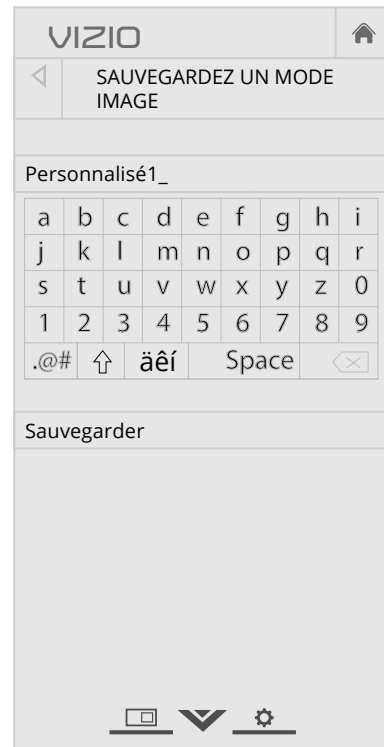 VIZIO
SAUVEGARDEZ UN MODE
IMAGE
Personnalisé1_
a b c d e f g h i
j k l m n o p q r
s t u v w x y z 0
1 2 3 4 5 6 7 8 9
.@# äêí Space
Sauvegarder